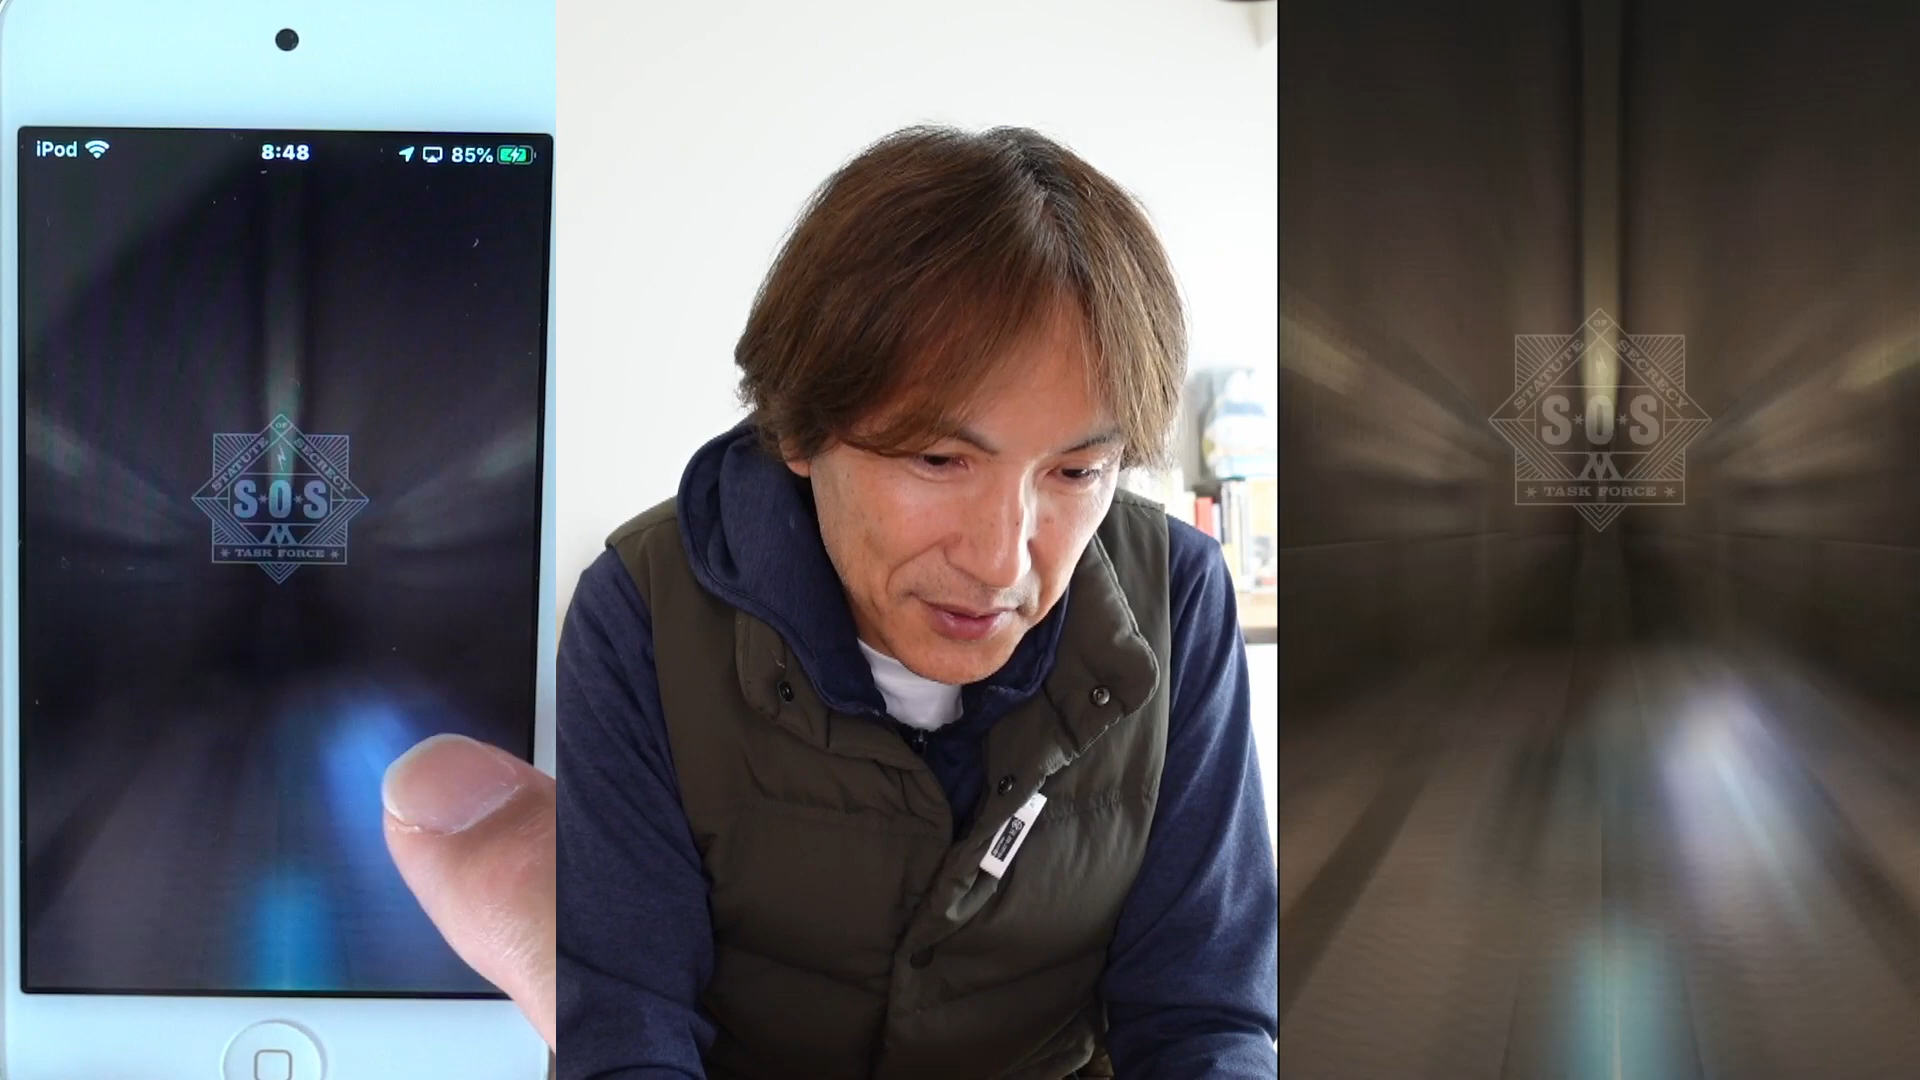 iPod 8:48 85%
STATUTE OF SECRECY
S*O*S
TASK FORCE
STATUTE OF SECRECY
S*O*S
TASK FORCE